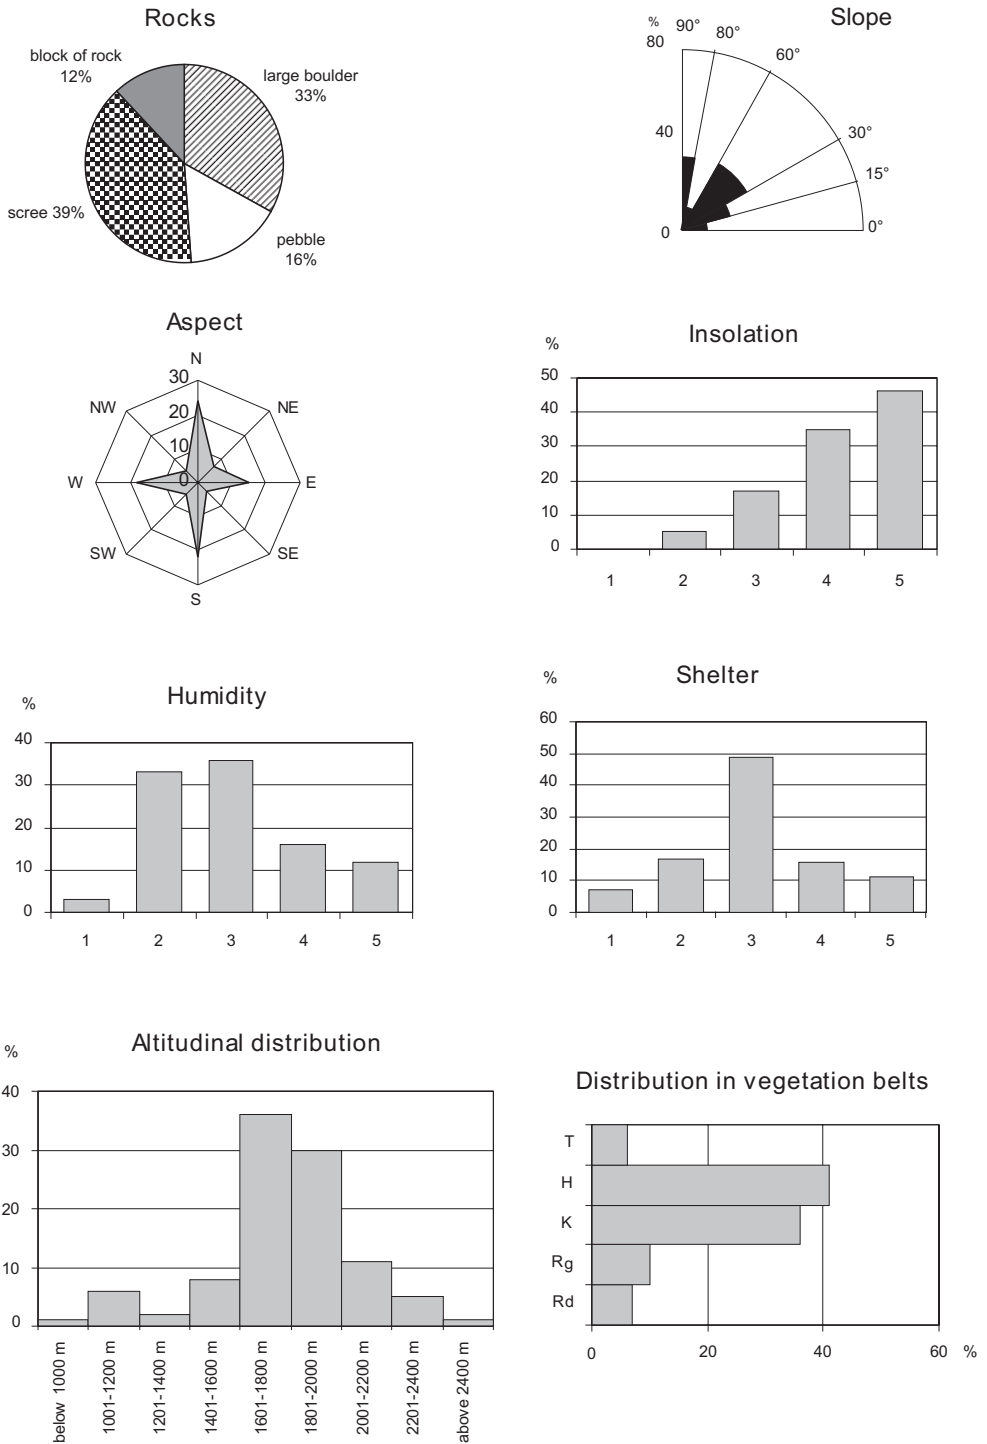 Rocks
block of rock
12%
large boulder
33%
scree 39%
pebble
16%
Slope
%
80
40
0
90°
80°
60°
30°
15°
0°
Aspect
N
30
20
10
0
NW
NE
W
E
SW
SE
S
Insolation
%
50
40
30
20
10
0
1 2 3 4 5
Humidity
%
40
30
20
10
0
1 2 3 4 5
Shelter
%
60
50
40
30
20
10
0
1 2 3 4 5
Altitudinal distribution
%
40
30
20
10
0
below 1000 m
1001-1200 m
1201-1400 m
1401-1600 m
1601-1800 m
1801-2000 m
2001-2200 m
2201-2400 m
above 2400 m
Distribution in vegetation belts
T
H
K
Rg
Rd
0 20 40 60 %